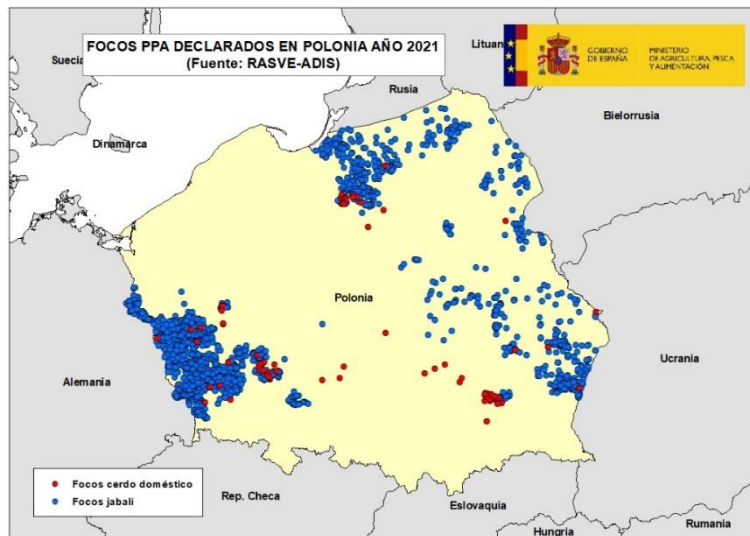 FOCOS PPA DECLARADOS EN POLONIA AÑO 2021
(Fuente: RASVE-ADIS)
GOBIERNO
DE ESPAÑA
MINISTERIO
DE AGRICULTURA, PESCA
Y ALIMENTACIÓN
Suecia
Lituan
Rusia
Bielorrusia
Dinamarca
Polonia
Alemania
Ucrania
Focos cerdo doméstico
Focos jabalí
Rep. Checa
Eslovaquia
Hungría
Rumanía